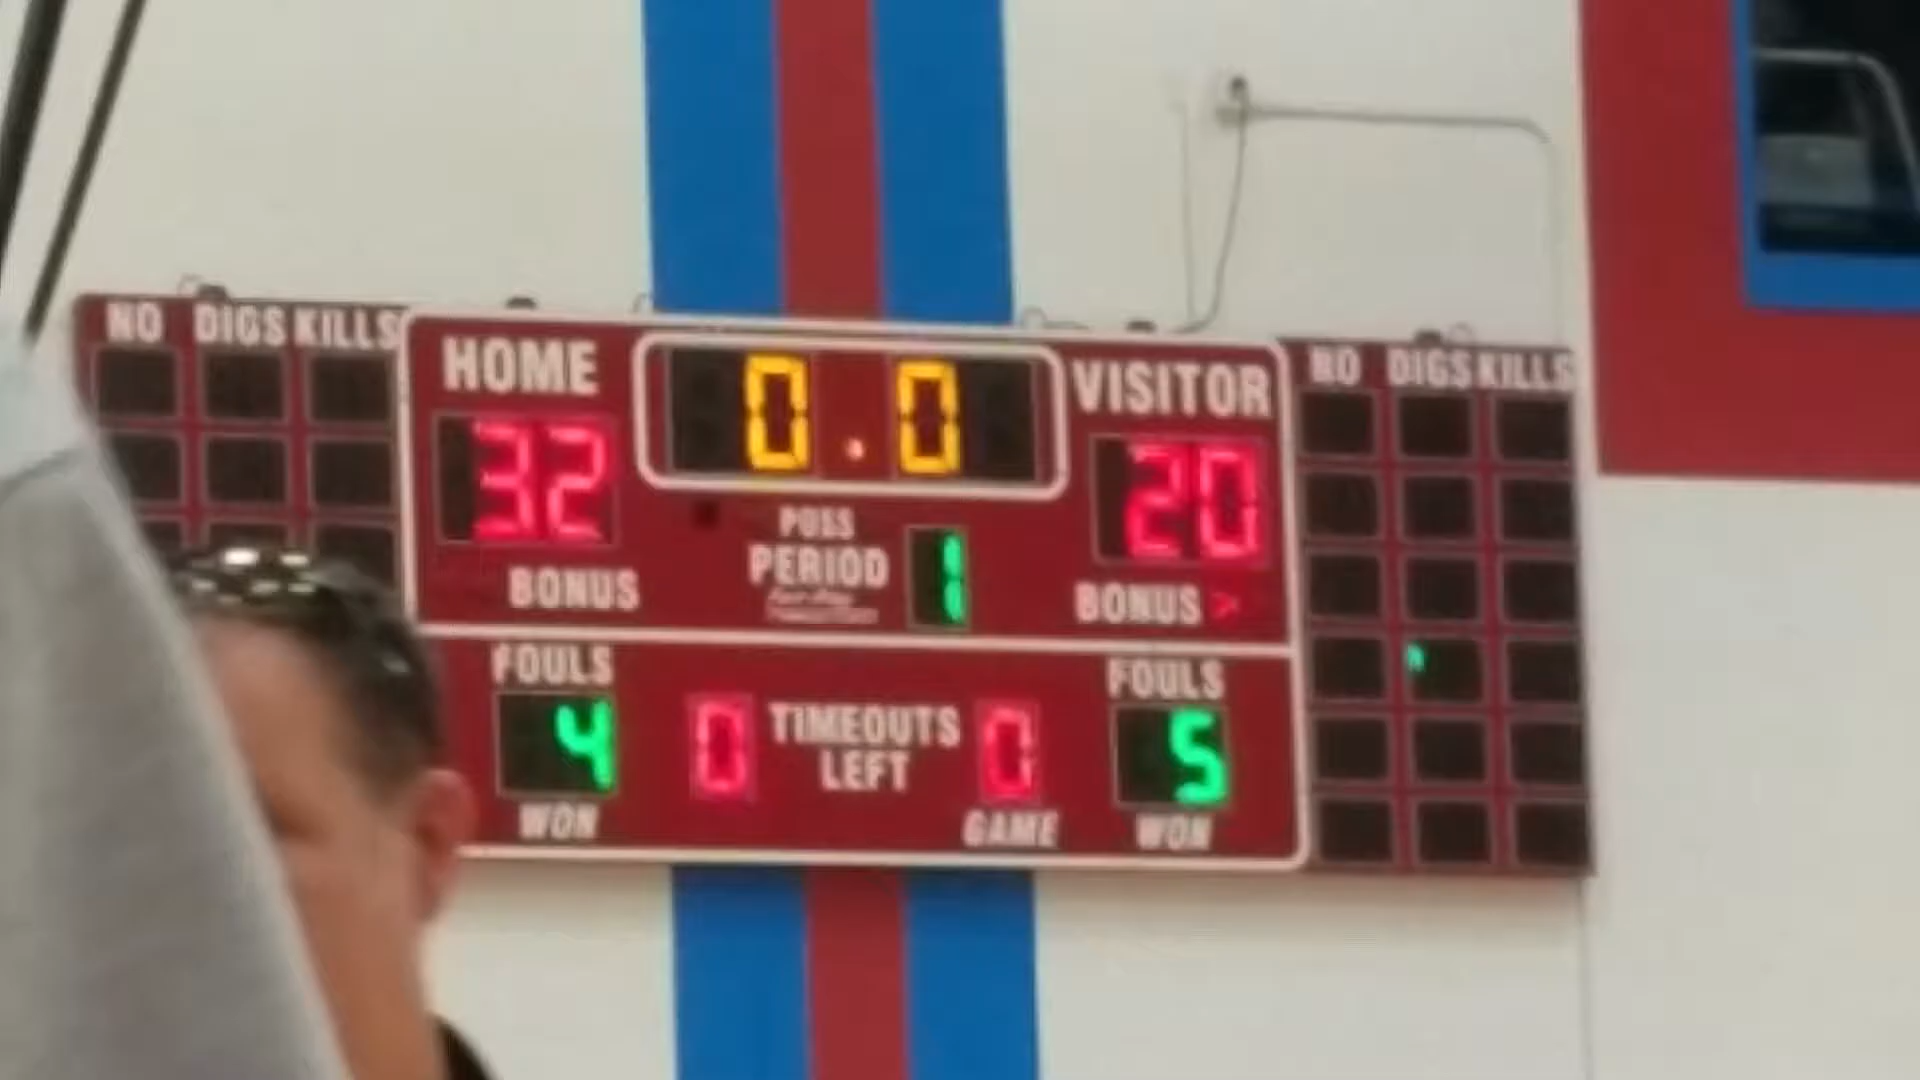 NO DIGS KILLS
HOME 0.0 VISITOR
NO DIGS KILLS
32 20
POSS
PERIOD 1
BONUS BONUS >
FOULS FOULS
4 0 TIMEOUTS LEFT 0 5
WON GAME WON